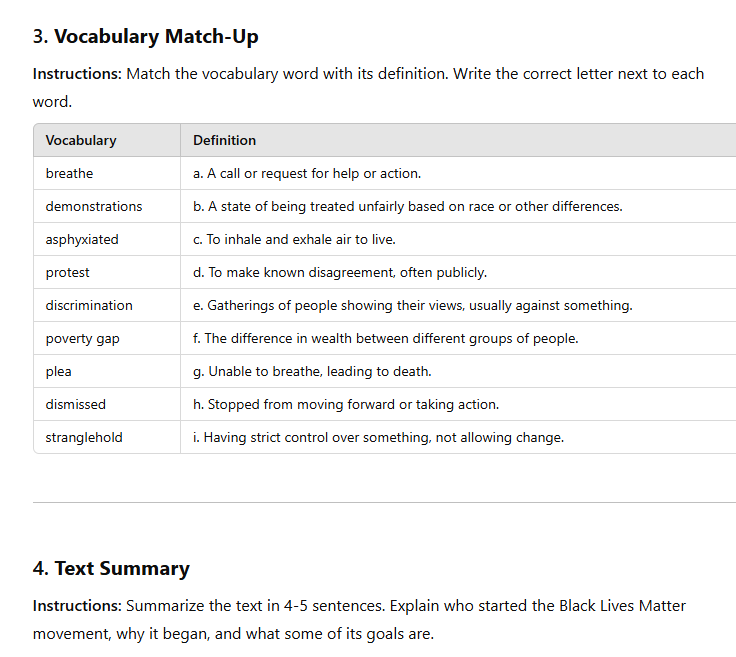 3. Vocabulary Match-Up
Instructions: Match the vocabulary word with its definition. Write the correct letter next to each
word.
Vocabulary Definition
breathe a. A call or request for help or action.
demonstrations b. A state of being treated unfairly based on race or other differences.
asphyxiated c. To inhale and exhale air to live.
protest d. To make known disagreement, often publicly.
discrimination e. Gatherings of people showing their views, usually against something.
poverty gap f. The difference in wealth between different groups of people.
plea g. Unable to breathe, leading to death.
dismissed h. Stopped from moving forward or taking action.
stranglehold i. Having strict control over something, not allowing change.
4. Text Summary
Instructions: Summarize the text in 4-5 sentences. Explain who started the Black Lives Matter
movement, why it began, and what some of its goals are.